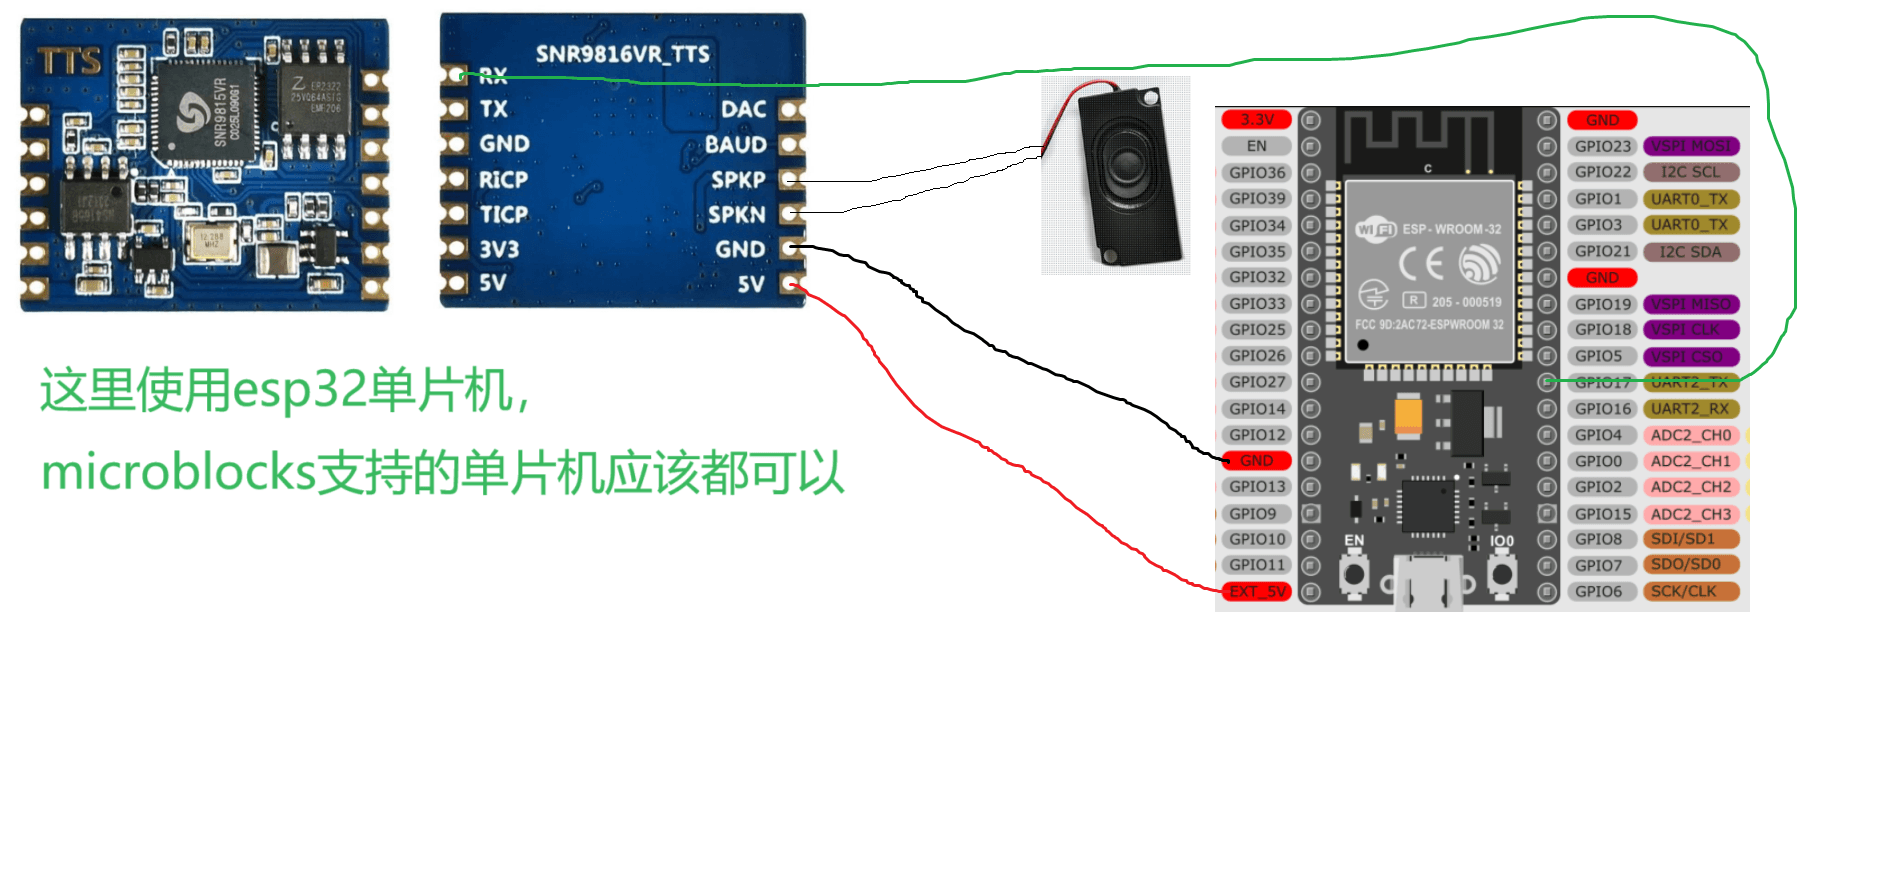 TTS
SNR9815VR
C025L090G1
25VQ64ASIG
SNR9816VR_TTS
RX
TX
GND
RiCP
TICP
3V3
5V
DAC
BAUD
SPKP
SPKN
GND
5V
这里使用esp32单片机，
microblocks支持的单片机应该都可以
3.3V
EN
GPIO36
GPIO39
GPIO34
GPIO35
GPIO32
GPIO33
GPIO25
GPIO26
GPIO27
GPIO14
GPIO12
GND
GPIO13
GPIO9
GPIO10
GPIO11
EXT_5V
C
WiFi ESP - WROOM -32
CE
R 205 - 000519
FCC 9D:2AC72-ESPWROOM 32
EN
IO0
GND
GPIO23 VSPI MOSI
GPIO22 I2C SCL
GPIO1 UART0_TX
GPIO3 UART0_TX
GPIO21 I2C SDA
GND
GPIO19 VSPI MISO
GPIO18 VSPI CLK
GPIO5 VSPI CSO
GPIO17 UART2_TX
GPIO16 UART2_RX
GPIO4 ADC2_CH0
GPIO0 ADC2_CH1
GPIO2 ADC2_CH2
GPIO15 ADC2_CH3
GPIO8 SDI/SD1
GPIO7 SDO/SD0
GPIO6 SCK/CLK